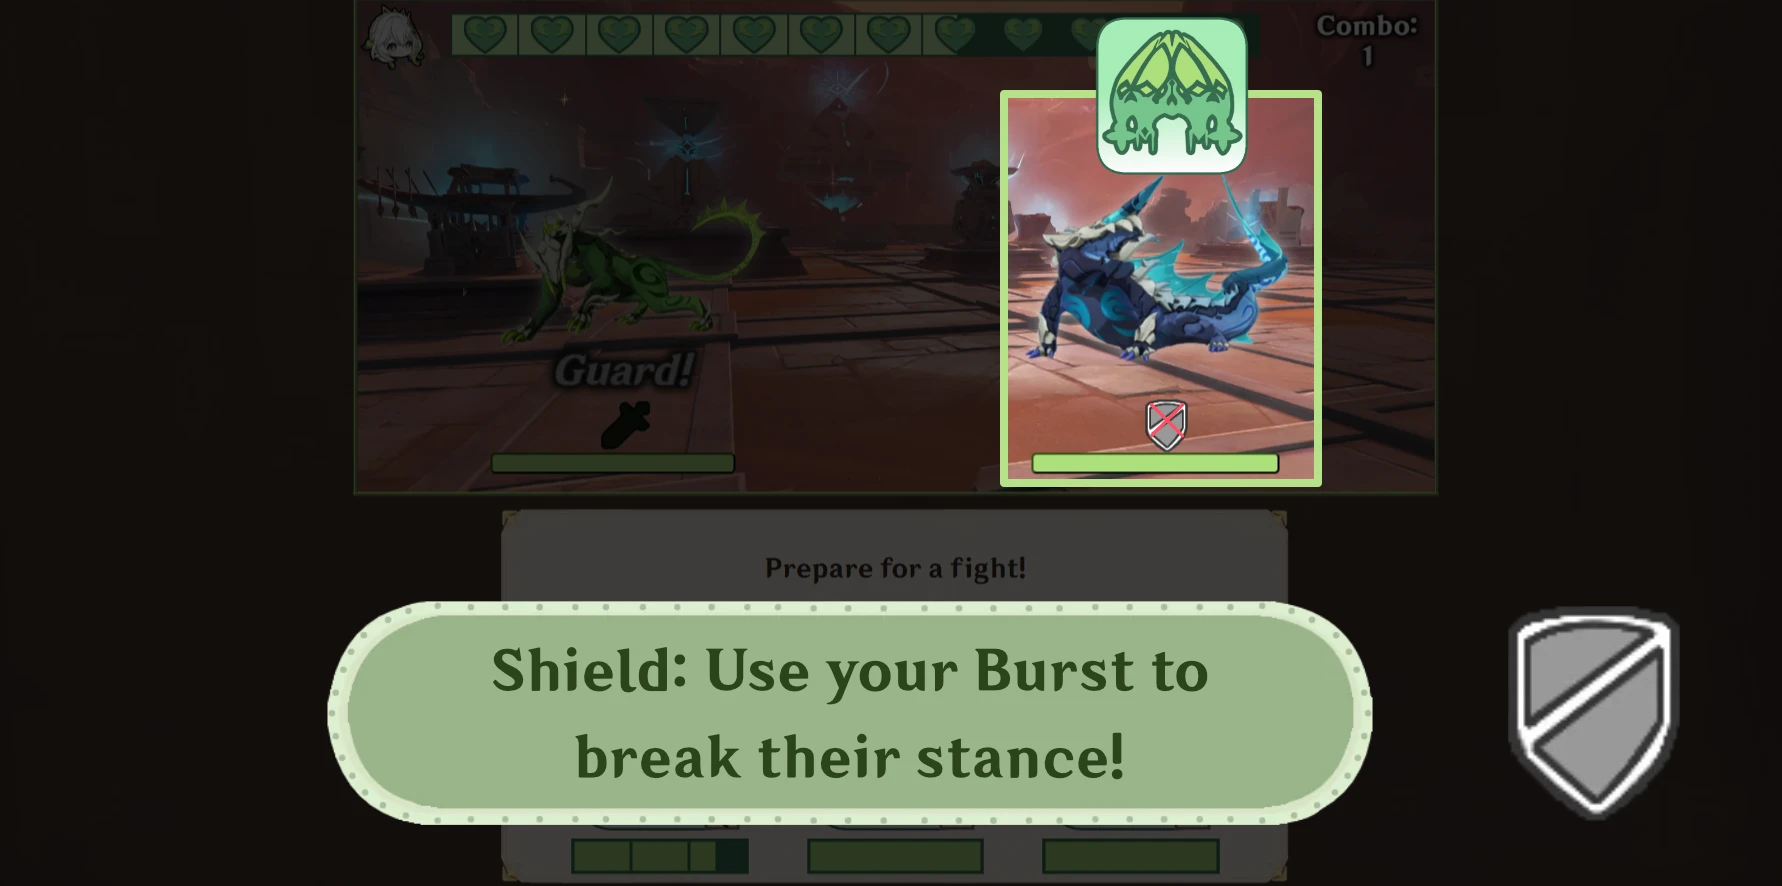 Combo:
1
Guard!
Prepare for a fight!
Shield: Use your Burst to
break their stance!